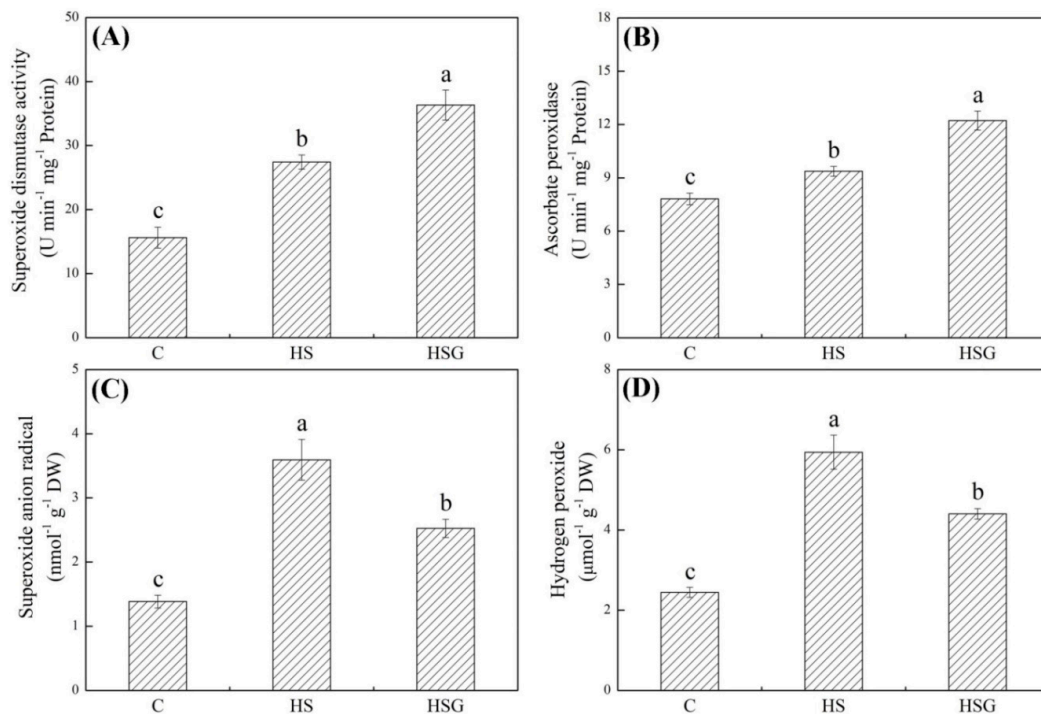 (A)
Superoxide dismutase activity
(U min⁻¹ mg⁻¹ Protein)
50
40
30
20
10
0
c
b
a
C
HS
HSG
(B)
Ascorbate peroxidase
(U min⁻¹ mg⁻¹ Protein)
18
15
12
9
6
3
0
c
b
a
C
HS
HSG
(C)
Superoxide anion radical
(nmol⁻¹ g⁻¹ DW)
5
4
3
2
1
0
c
a
b
C
HS
HSG
(D)
Hydrogen peroxide
(μmol⁻¹ g⁻¹ DW)
8
6
4
2
0
c
a
b
C
HS
HSG